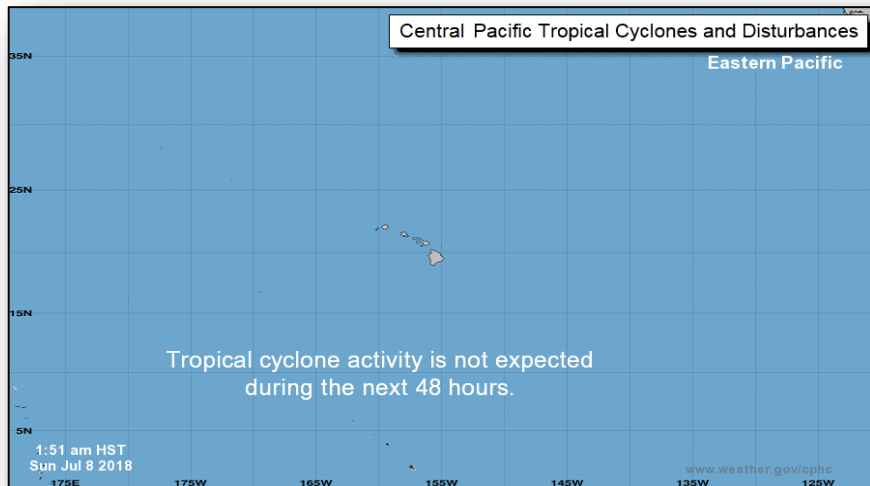 Central Pacific Tropical Cyclones and Disturbances
35N
Eastern Pacific
25N
15N
Tropical cyclone activity is not expected
during the next 48 hours.
5N
1:51 am HST
Sun Jul 8 2018
www.weather.gov/cphc
175E 175W 165W 155W 145W 135W 125W